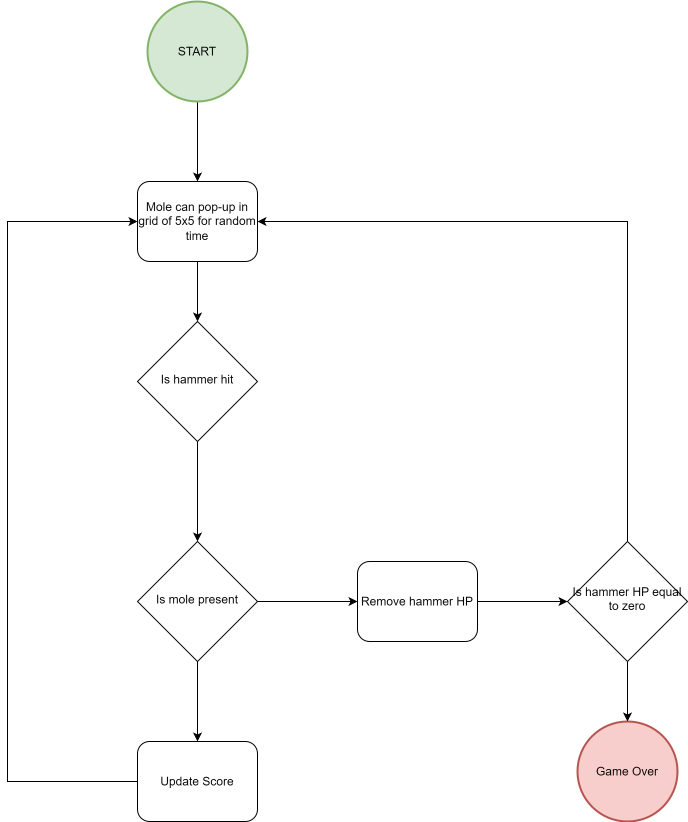 START
Mole can pop-up in
grid of 5x5 for random
time
Is hammer hit
Is mole present
Remove hammer HP
Is hammer HP equal
to zero
Update Score
Game Over